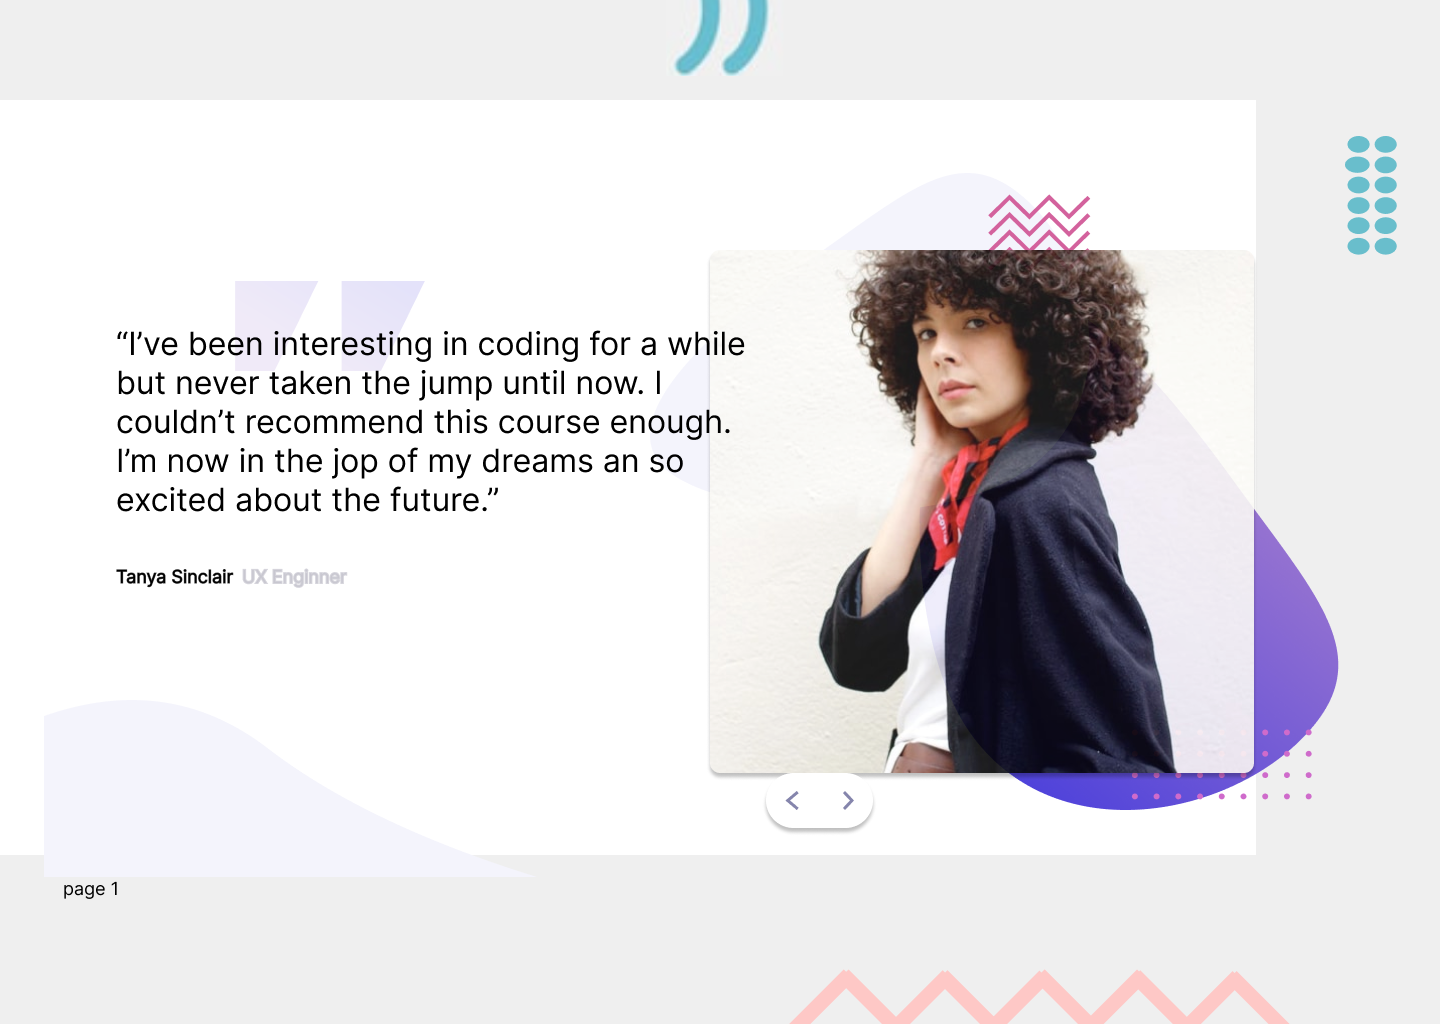 “I’ve been interesting in coding for a while
but never taken the jump until now. I
couldn’t recommend this course enough.
I’m now in the jop of my dreams an so
excited about the future.”
Tanya Sinclair UX Enginner
page 1